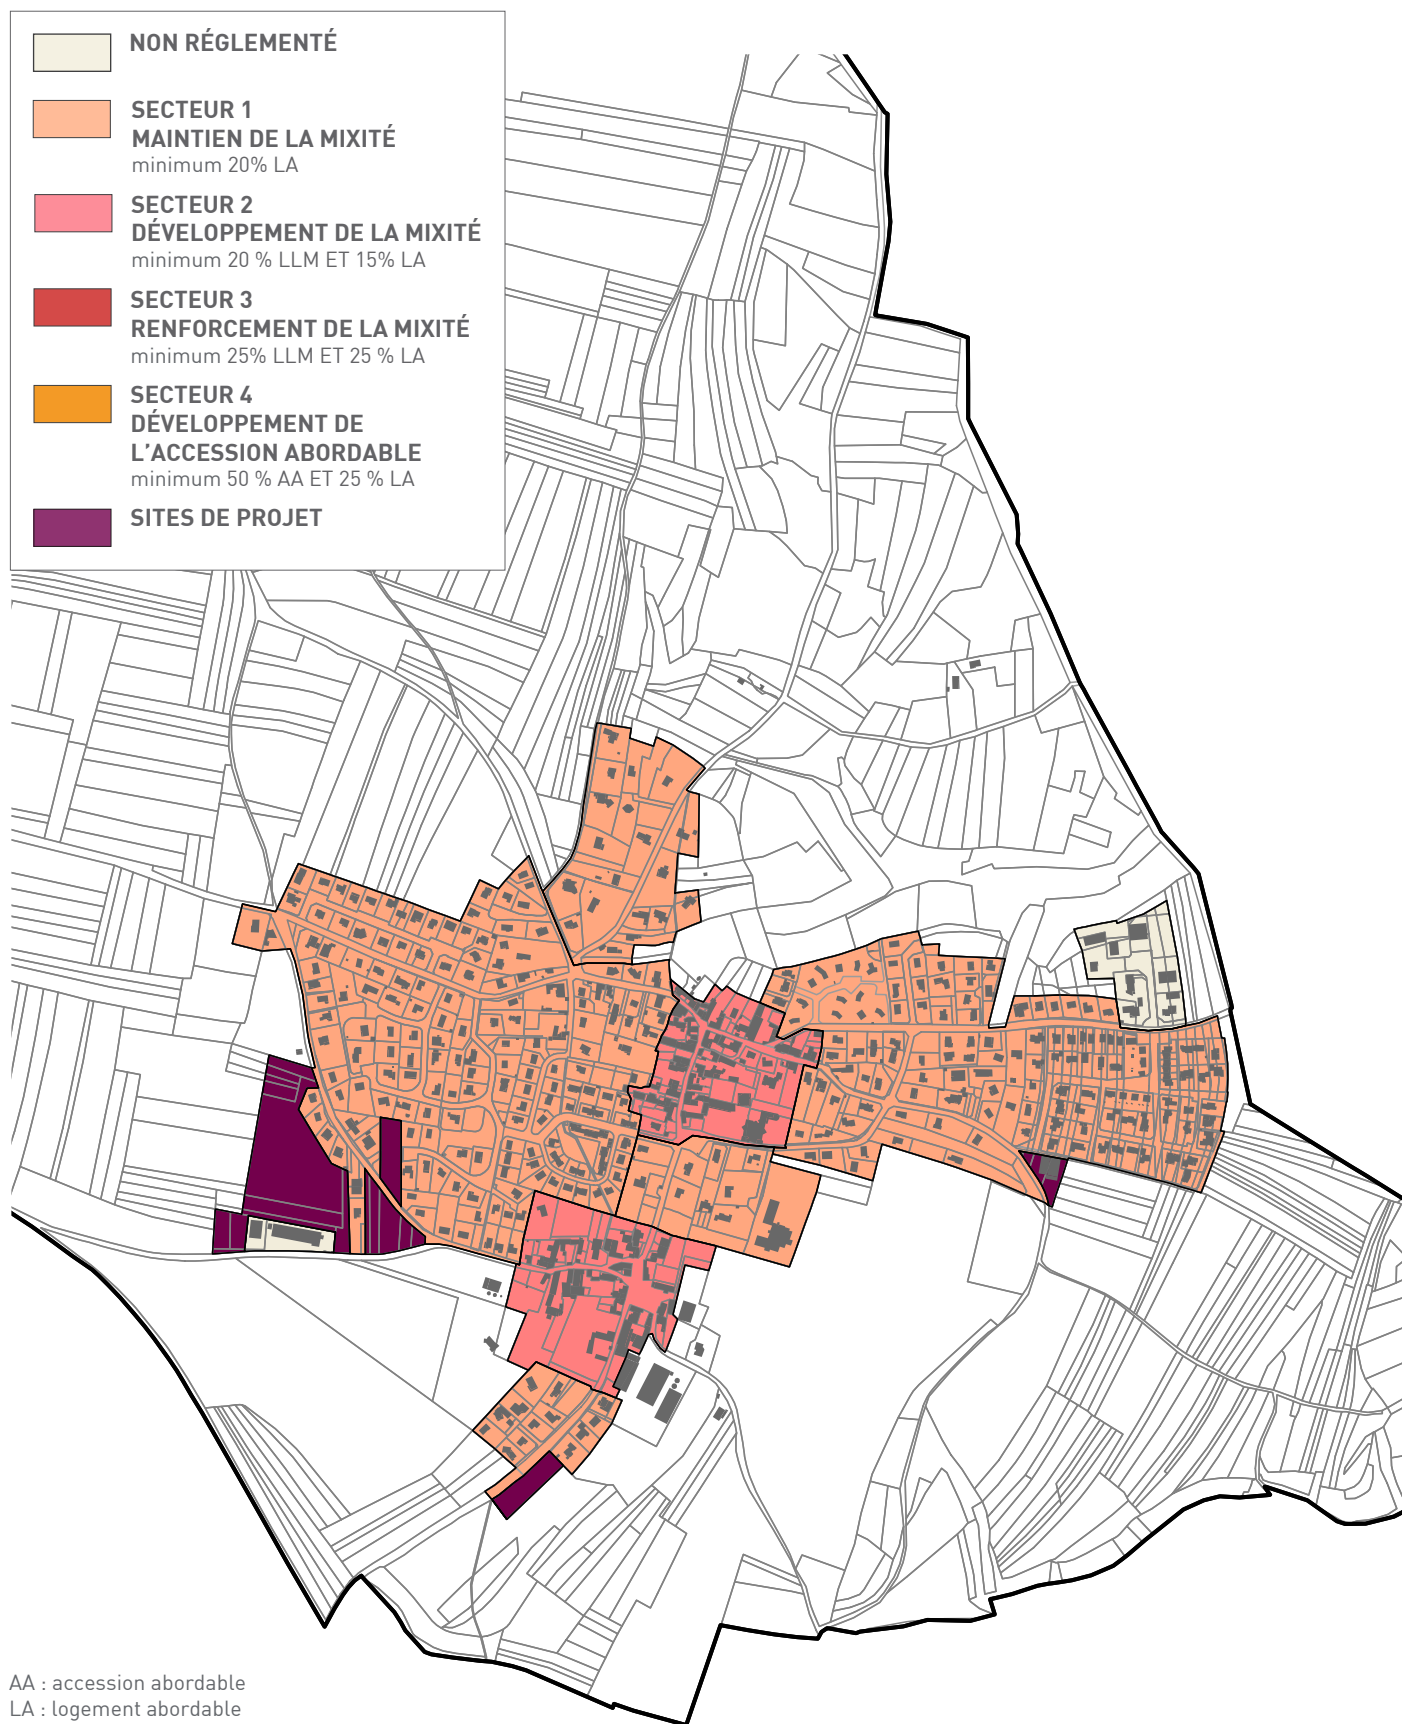 NON RÉGLEMENTÉ
SECTEUR 1
MAINTIEN DE LA MIXITÉ
minimum 20% LA
SECTEUR 2
DÉVELOPPEMENT DE LA MIXITÉ
minimum 20 % LLM ET 15% LA
SECTEUR 3
RENFORCEMENT DE LA MIXITÉ
minimum 25% LLM ET 25 % LA
SECTEUR 4
DÉVELOPPEMENT DE
L’ACCESSION ABORDABLE
minimum 50 % AA ET 25 % LA
SITES DE PROJET
AA : accession abordable
LA : logement abordable